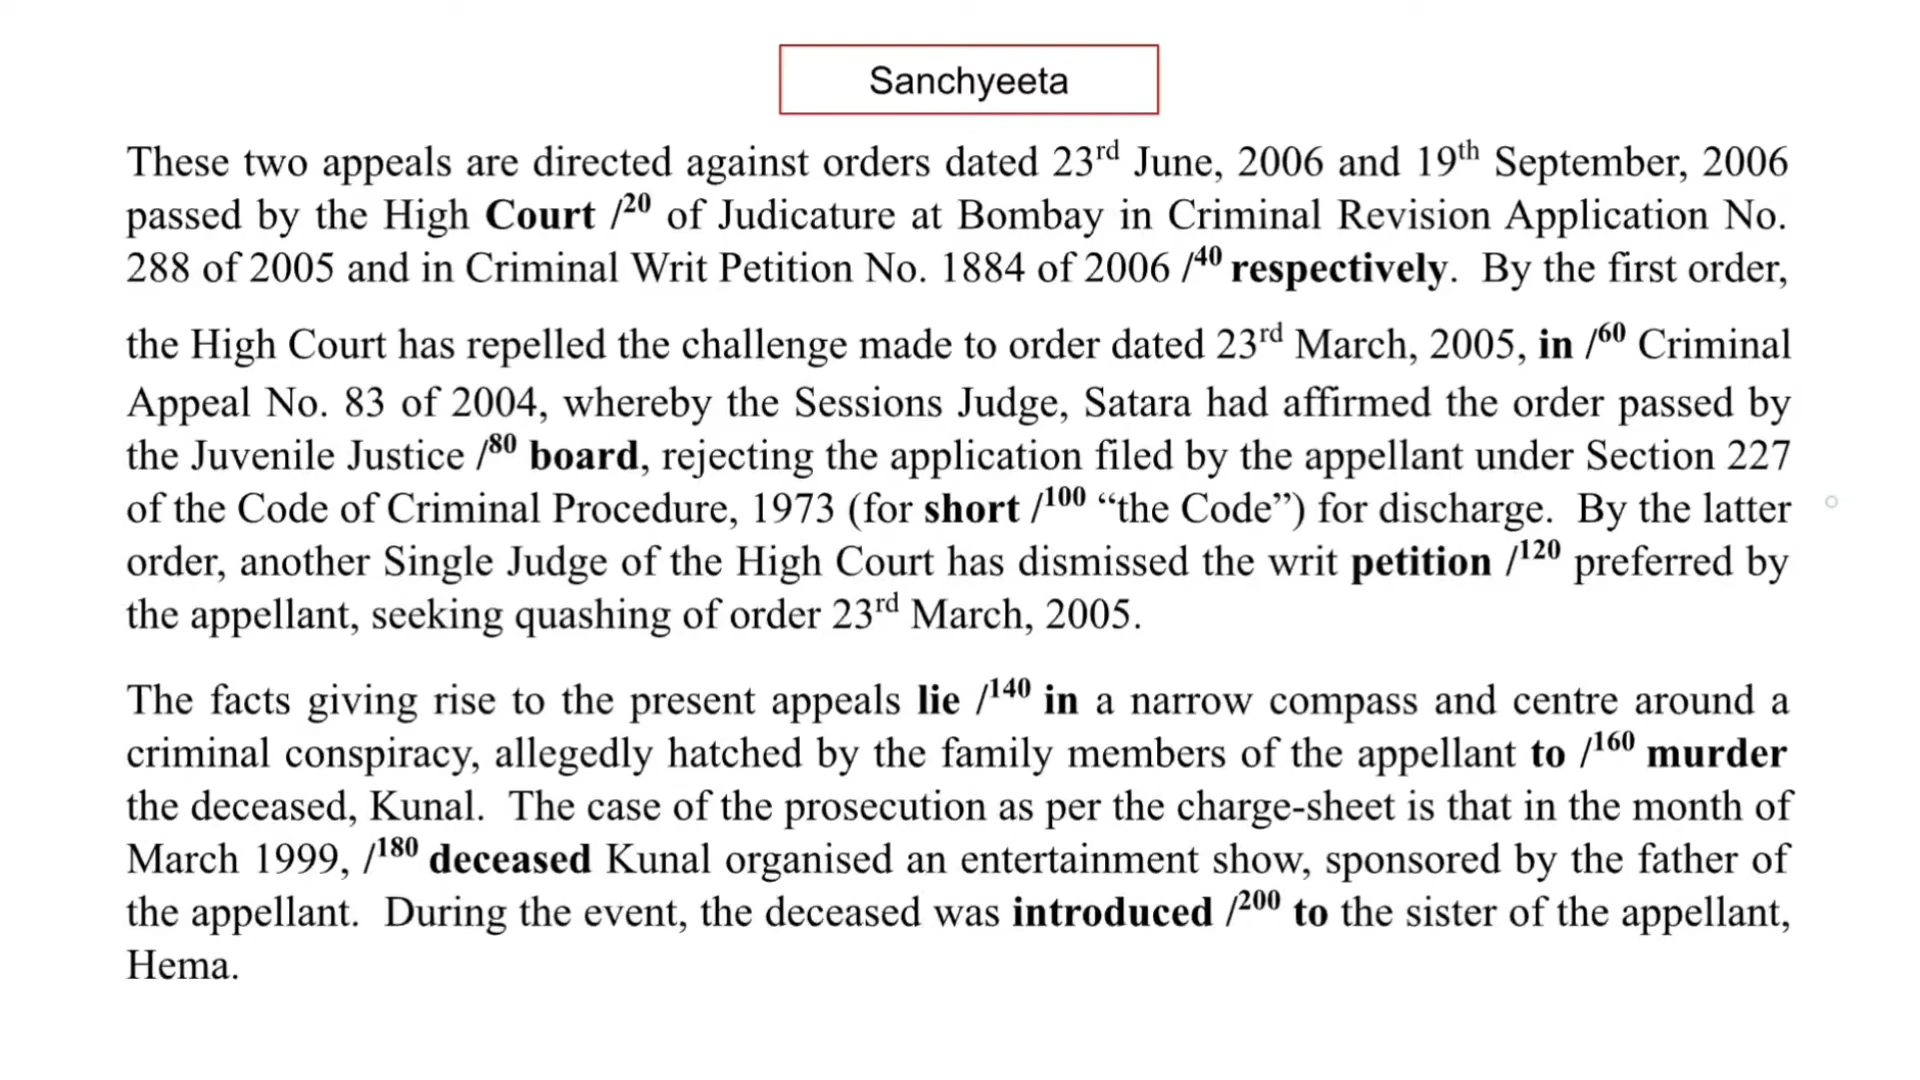 Sanchyeeta
These two appeals are directed against orders dated 23rd June, 2006 and 19th September, 2006
passed by the High Court /20 of Judicature at Bombay in Criminal Revision Application No.
288 of 2005 and in Criminal Writ Petition No. 1884 of 2006 /40 respectively.  By the first order,
the High Court has repelled the challenge made to order dated 23rd March, 2005, in /60 Criminal
Appeal No. 83 of 2004, whereby the Sessions Judge, Satara had affirmed the order passed by
the Juvenile Justice /80 board, rejecting the application filed by the appellant under Section 227
of the Code of Criminal Procedure, 1973 (for short /100 “the Code”) for discharge.  By the latter
order, another Single Judge of the High Court has dismissed the writ petition /120 preferred by
the appellant, seeking quashing of order 23rd March, 2005.
The facts giving rise to the present appeals lie /140 in a narrow compass and centre around a
criminal conspiracy, allegedly hatched by the family members of the appellant to /160 murder
the deceased, Kunal.  The case of the prosecution as per the charge-sheet is that in the month of
March 1999, /180 deceased Kunal organised an entertainment show, sponsored by the father of
the appellant.  During the event, the deceased was introduced /200 to the sister of the appellant,
Hema.